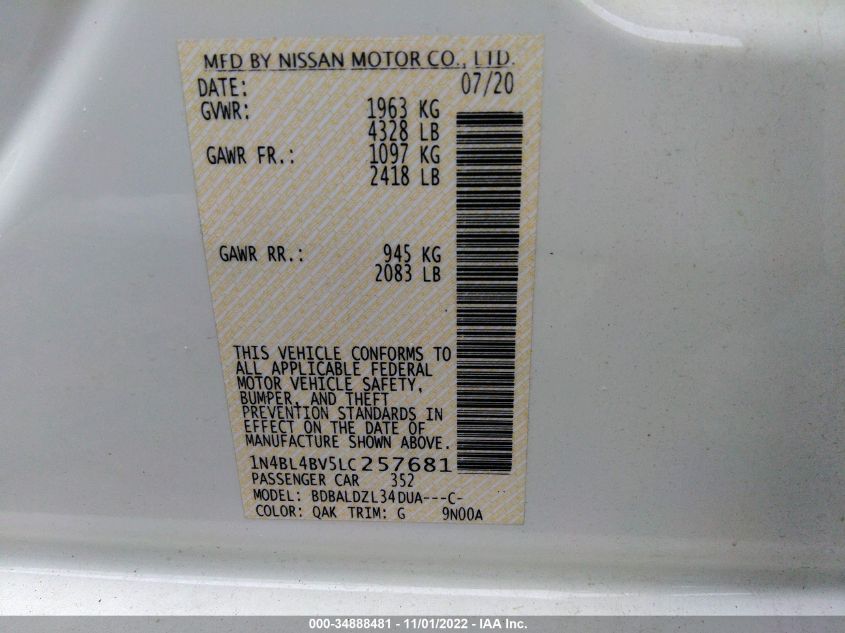 MFD BY NISSAN MOTOR CO., LTD.
DATE: 07/20
GVWR: 1963 KG
4328 LB
GAWR FR.: 1097 KG
2418 LB
GAWR RR.: 945 KG
2083 LB
THIS VEHICLE CONFORMS TO
ALL APPLICABLE FEDERAL
MOTOR VEHICLE SAFETY,
BUMPER, AND THEFT
PREVENTION STANDARDS IN
EFFECT ON THE DATE OF
MANUFACTURE SHOWN ABOVE.
1N4BL4BV5LC257681
PASSENGER CAR 352
MODEL: BDBALDZL34DUA---C-
COLOR: QAK TRIM: G 9N00A
000-34888481 - 11/01/2022 - IAA Inc.